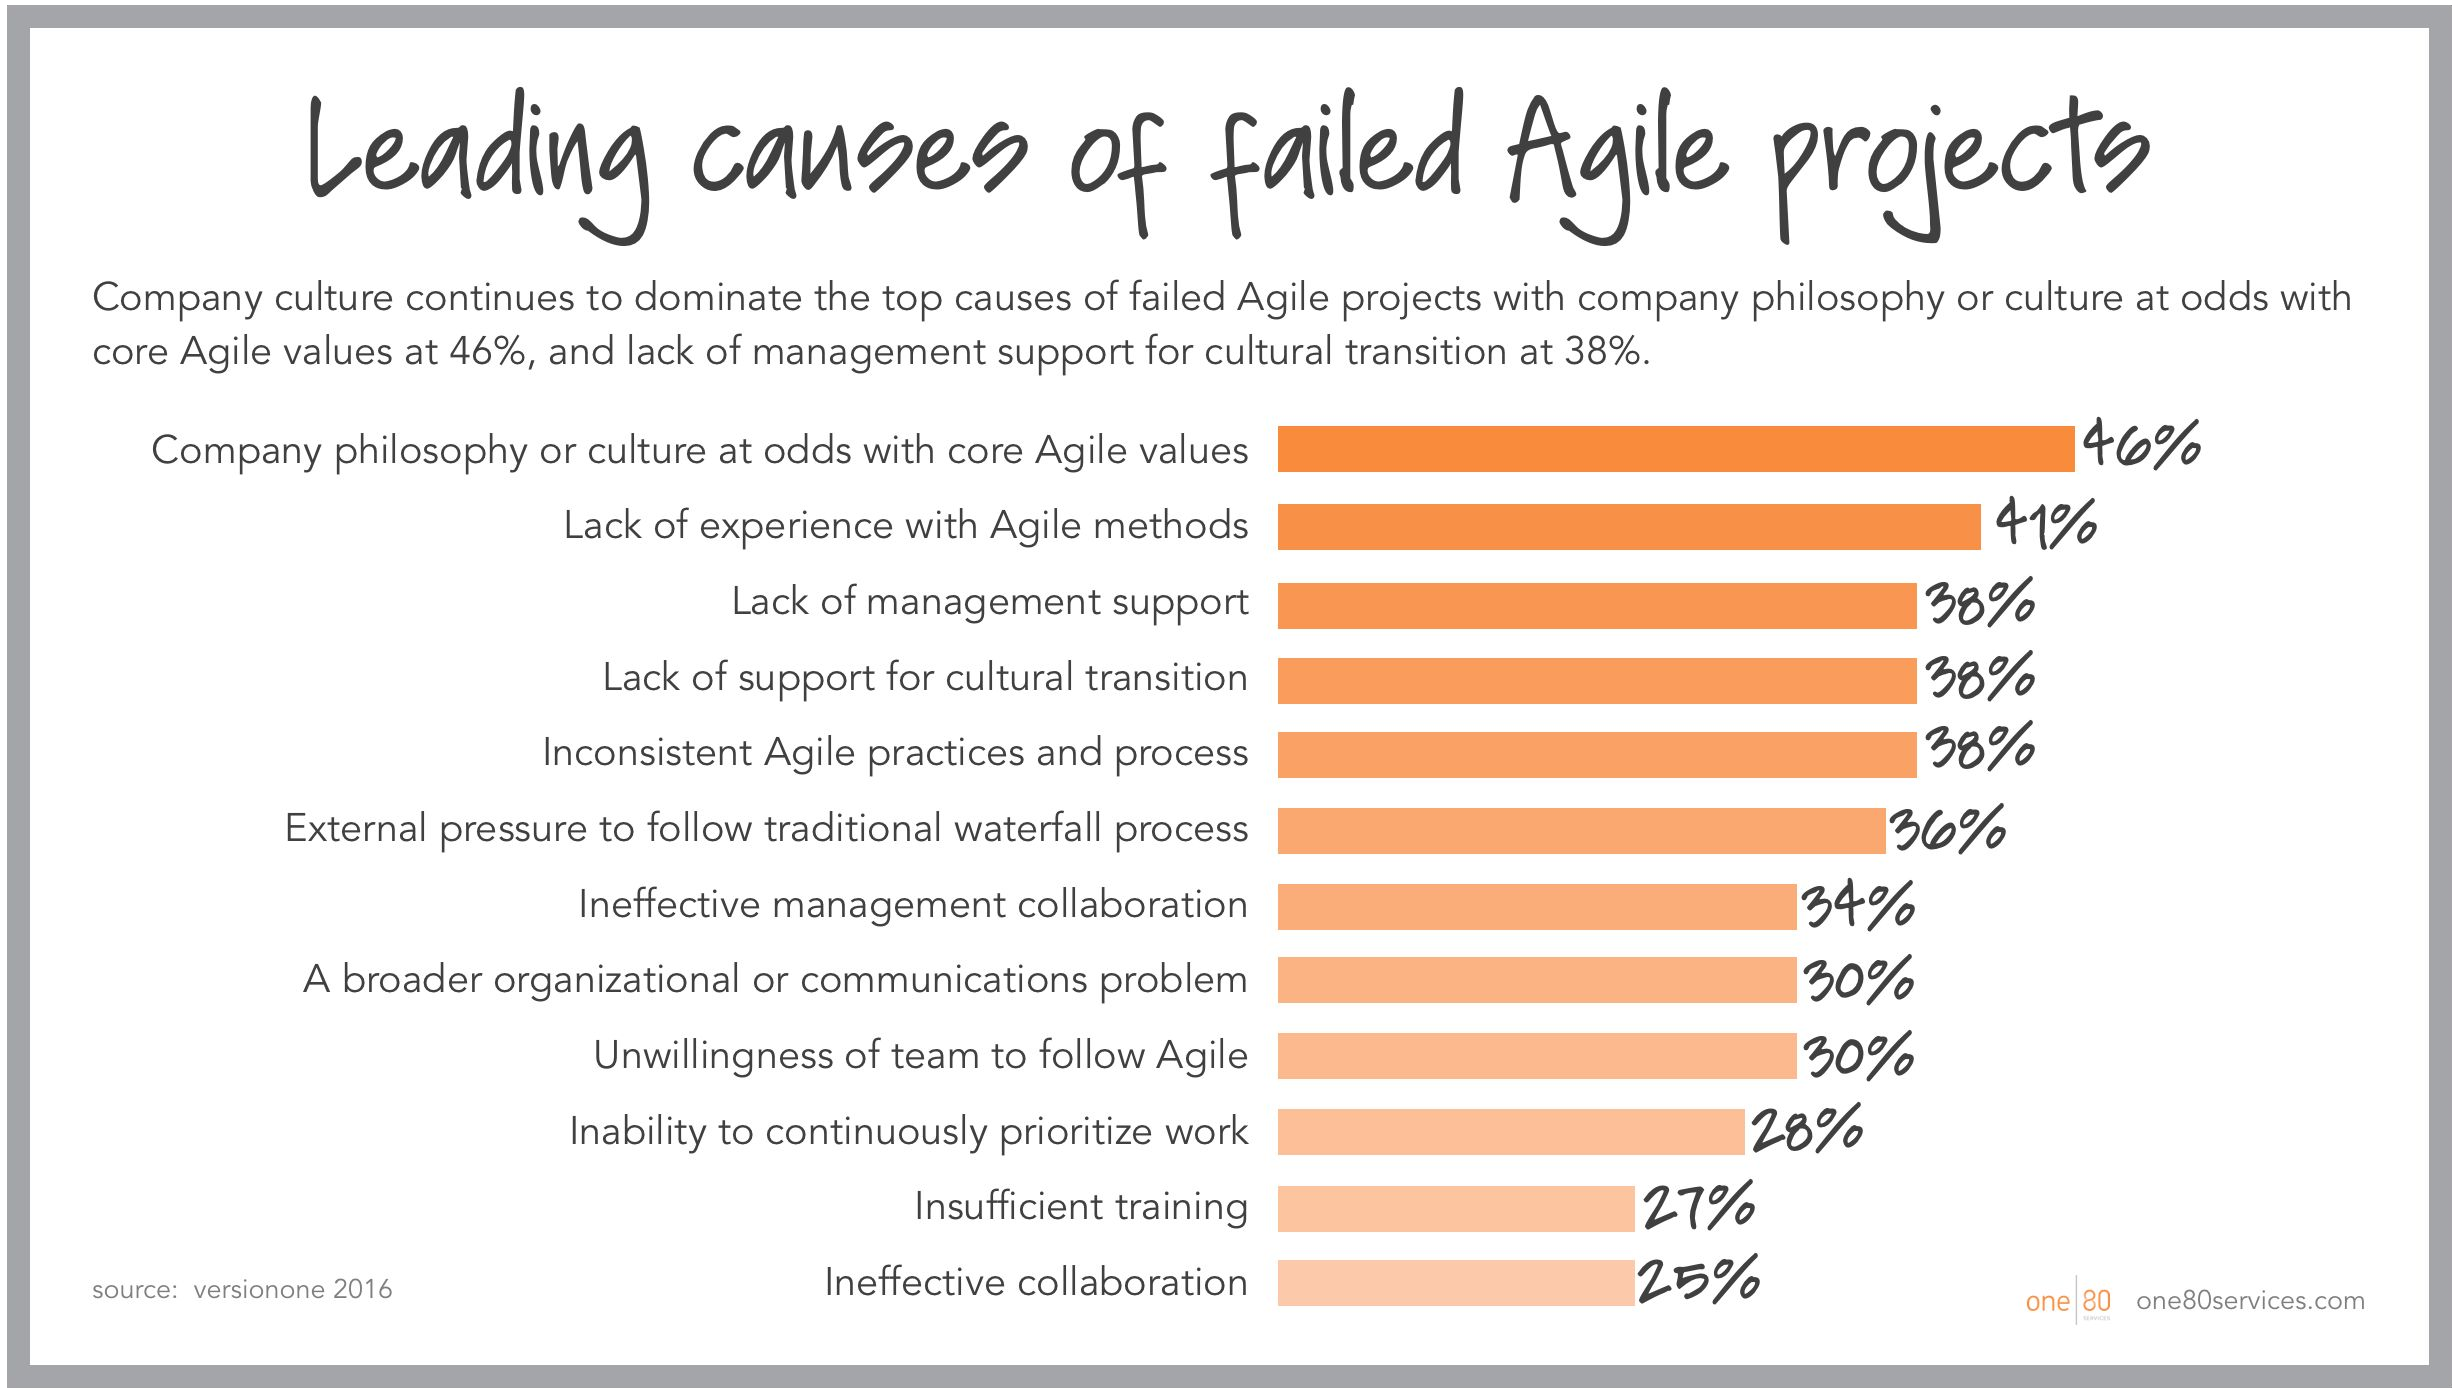 Leading causes of failed Agile projects
Company culture continues to dominate the top causes of failed Agile projects with company philosophy or culture at odds with
core Agile values at 46%, and lack of management support for cultural transition at 38%.
Company philosophy or culture at odds with core Agile values 46%
Lack of experience with Agile methods 41%
Lack of management support 38%
Lack of support for cultural transition 38%
Inconsistent Agile practices and process 38%
External pressure to follow traditional waterfall process 36%
Ineffective management collaboration 34%
A broader organizational or communications problem 30%
Unwillingness of team to follow Agile 30%
Inability to continuously prioritize work 28%
Insufficient training 27%
Ineffective collaboration 25%
source: versionone 2016
one 80
SERVICES
one80services.com